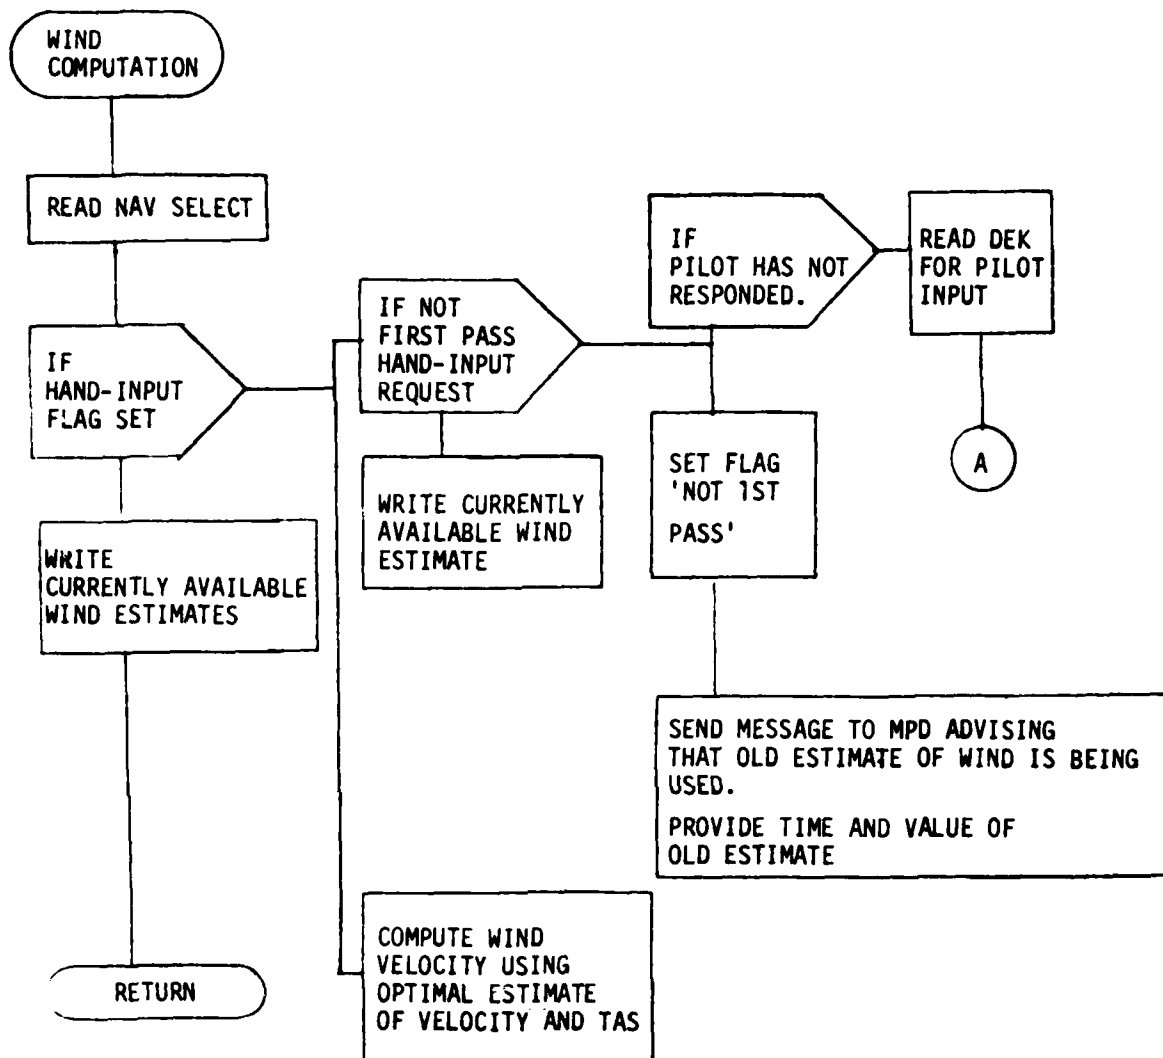 WIND
COMPUTATION
READ NAV SELECT
IF
HAND-INPUT
FLAG SET
WRITE
CURRENTLY AVAILABLE
WIND ESTIMATES
RETURN
IF NOT
FIRST PASS
HAND-INPUT
REQUEST
WRITE CURRENTLY
AVAILABLE WIND
ESTIMATE
COMPUTE WIND
VELOCITY USING
OPTIMAL ESTIMATE
OF VELOCITY AND TAS
IF
PILOT HAS NOT
RESPONDED.
SET FLAG
'NOT 1ST
PASS'
SEND MESSAGE TO MPD ADVISING
THAT OLD ESTIMATE OF WIND IS BEING
USED.
PROVIDE TIME AND VALUE OF
OLD ESTIMATE
READ DEK
FOR PILOT
INPUT
A